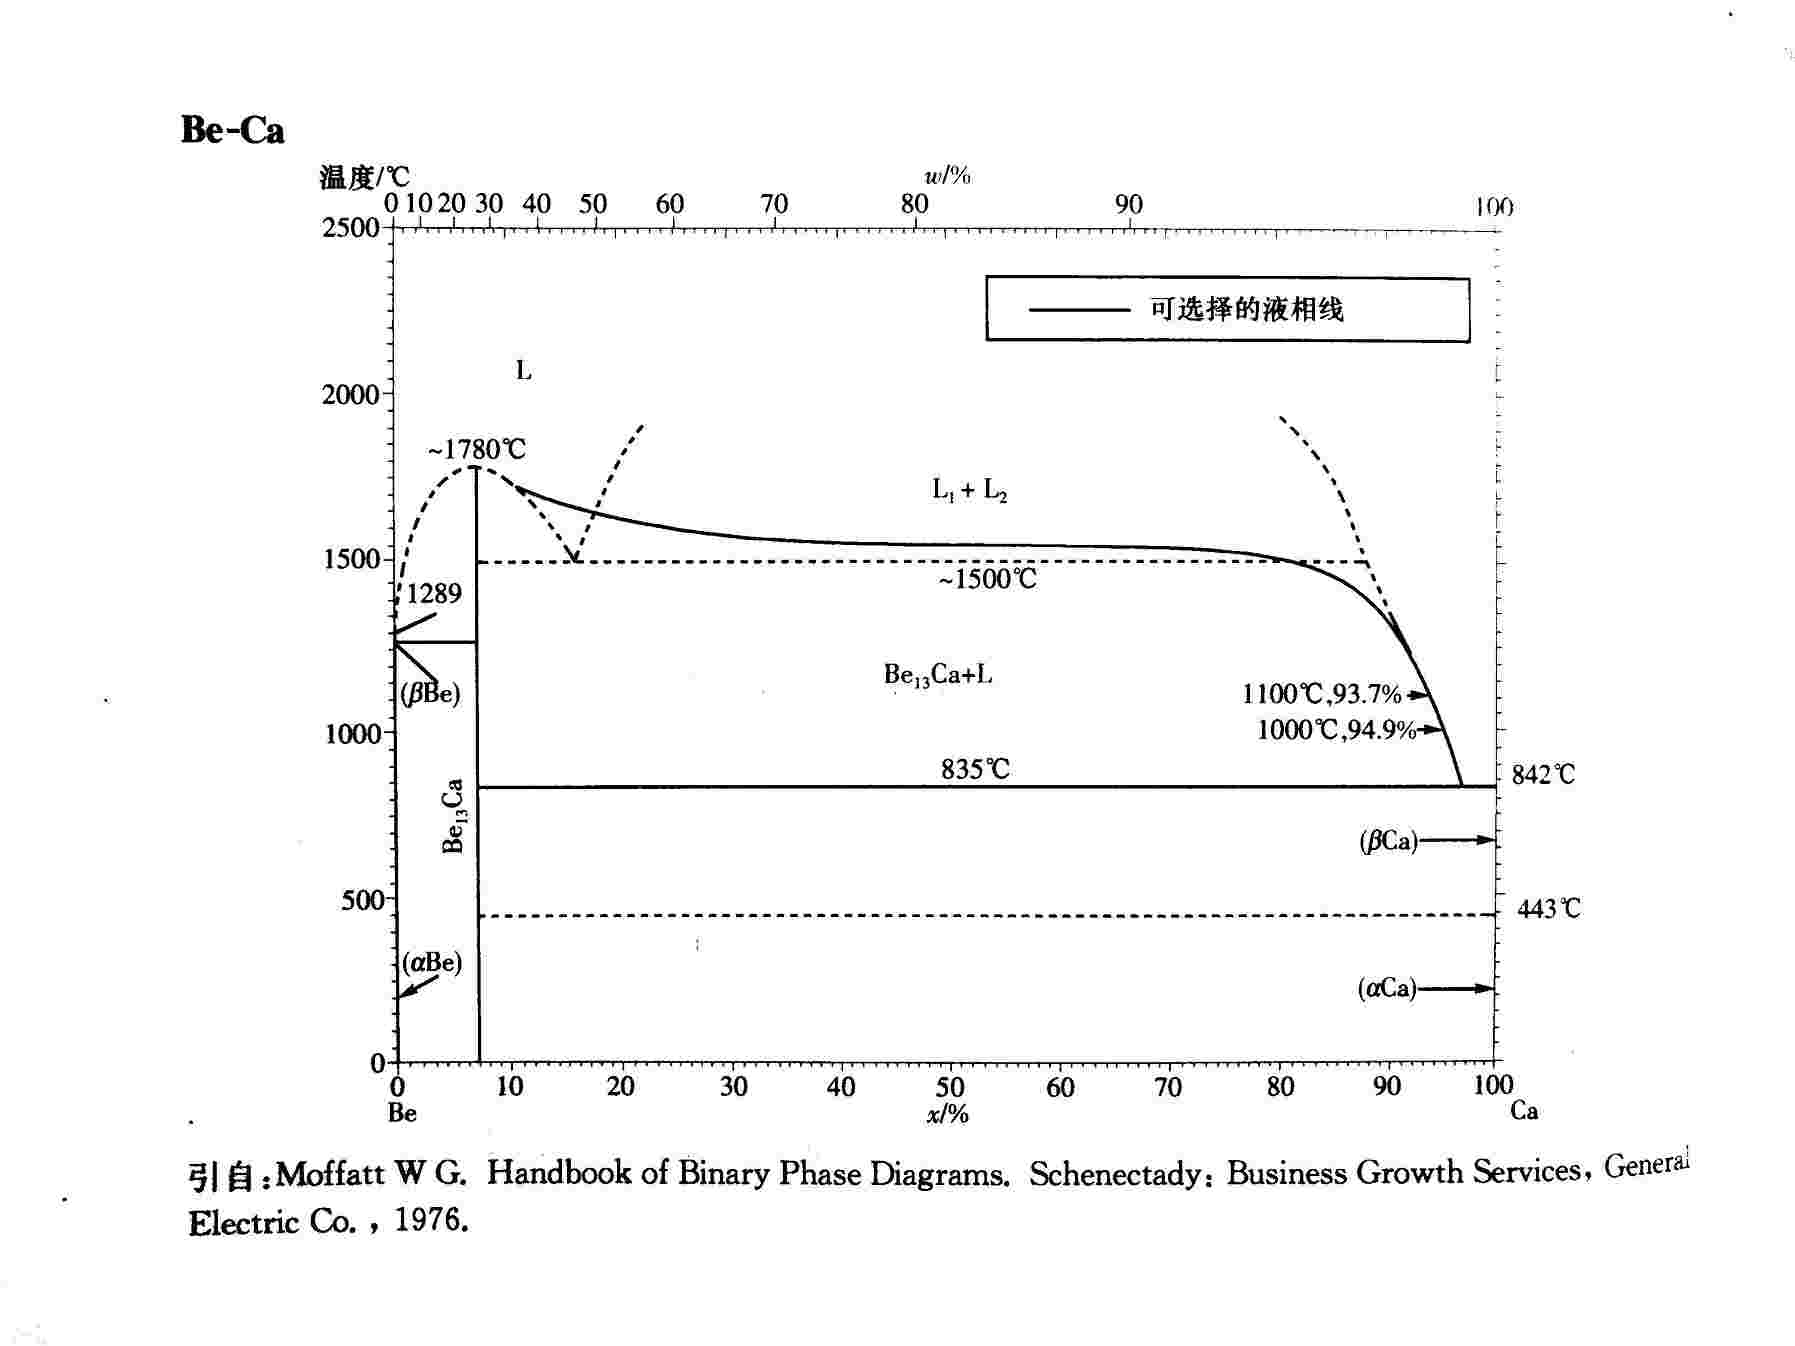 Be-Ca
温度/℃
w/%
0 10 20 30 40 50 60 70 80 90 100
2500
可选择的液相线
L
2000
~1780℃
L₁ + L₂
1500
~1500℃
1289
Be₁₃Ca+L
(βBe)
1100℃,93.7%
1000℃,94.9%
1000
835℃
842℃
Be₁₃Ca
(βCa)
500
443℃
(αBe)
(αCa)
0
0 10 20 30 40 50 60 70 80 90 100
Be
x/%
Ca
引自:Moffatt W G. Handbook of Binary Phase Diagrams. Schenectady: Business Growth Services, General
Electric Co. , 1976.